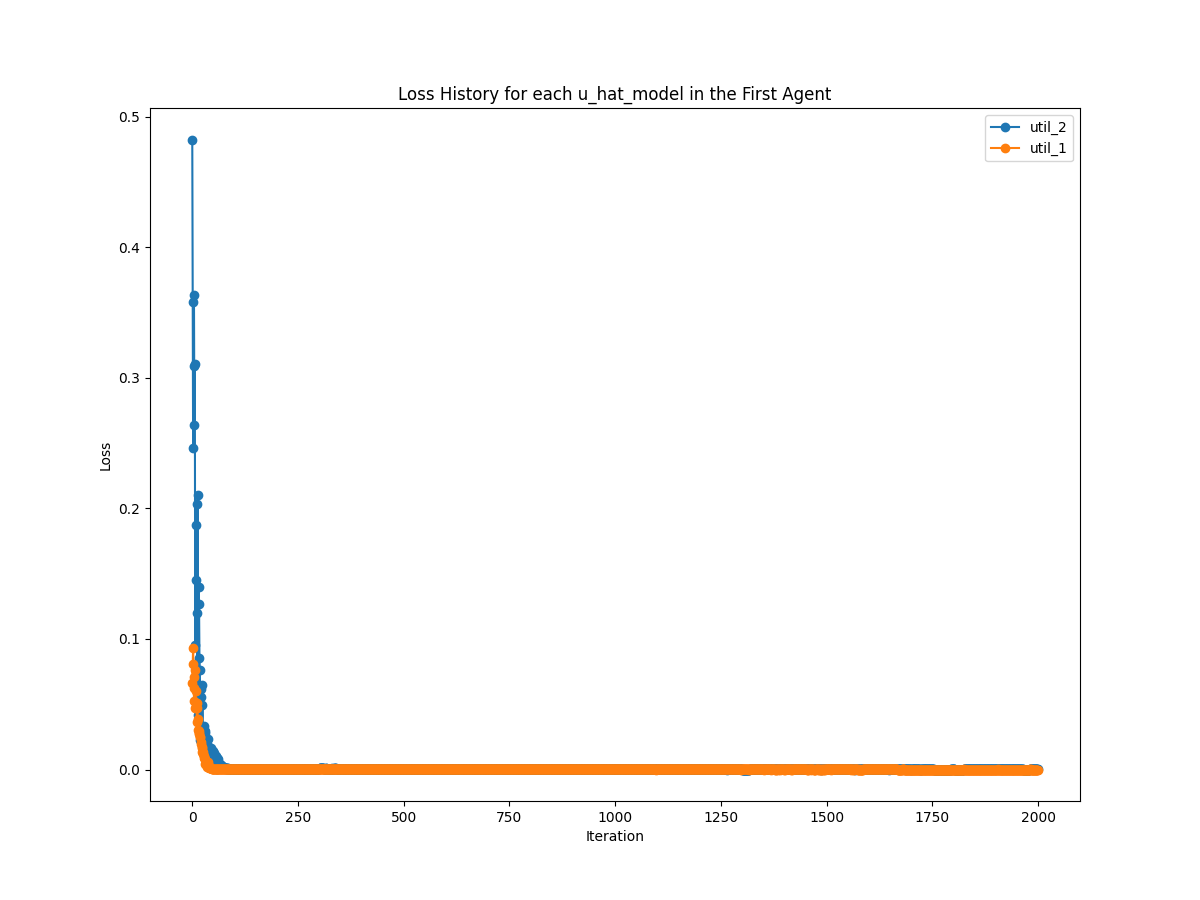 Loss History for each u_hat_model in the First Agent
util_2
util_1
0.5
0.4
0.3
0.2
0.1
0.0
Loss
0 250 500 750 1000 1250 1500 1750 2000
Iteration